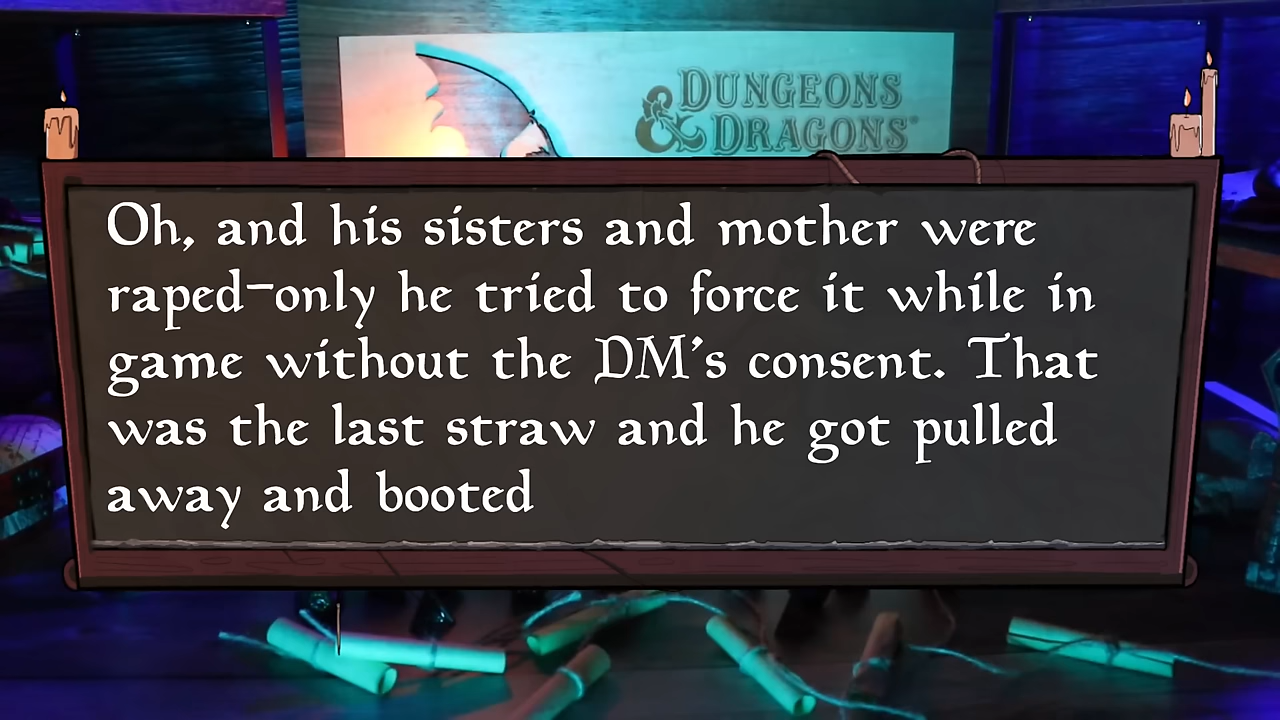 DUNGEONS
& DRAGONS
Oh, and his sisters and mother were
raped–only he tried to force it while in
game without the DM's consent. That
was the last straw and he got pulled
away and booted